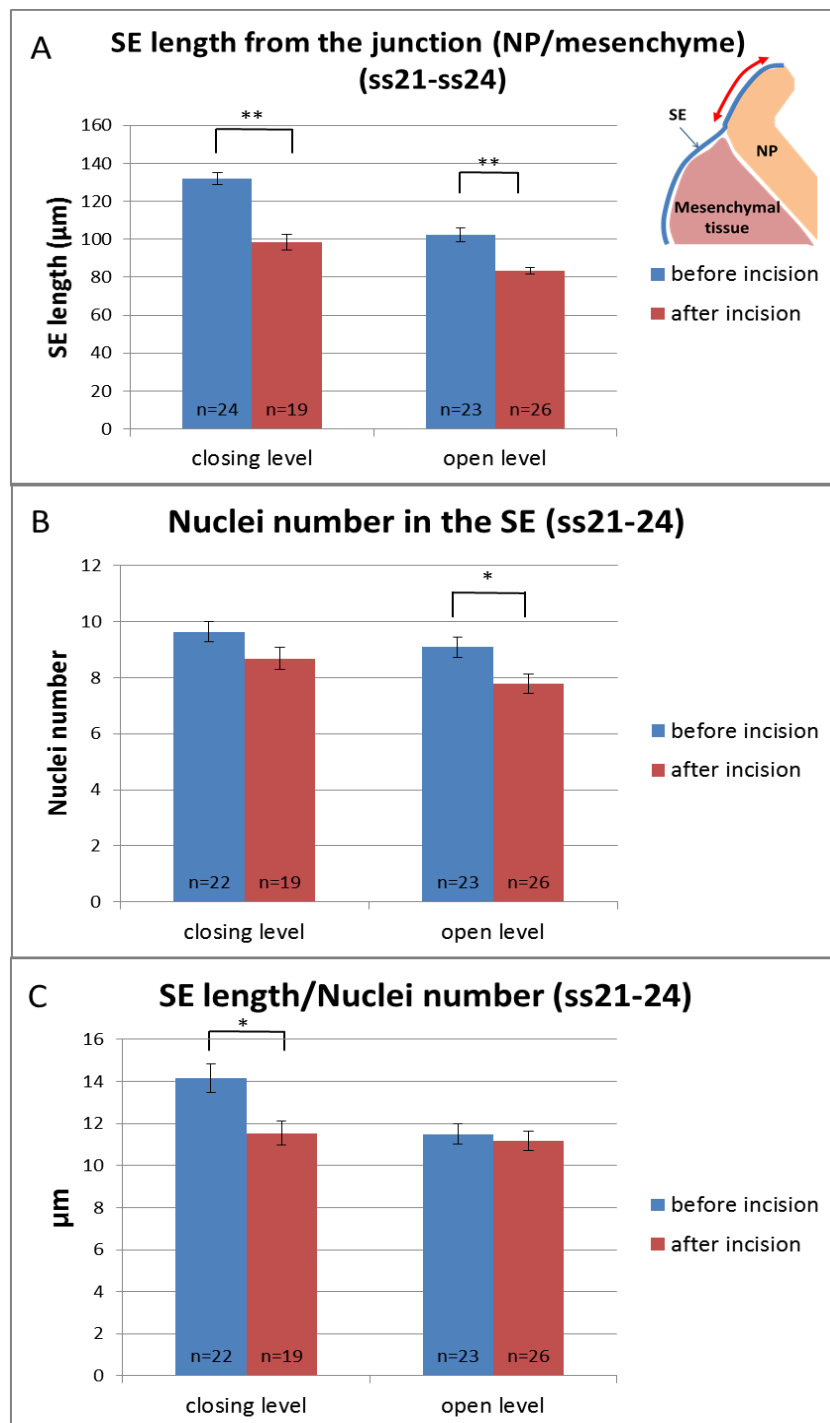 A
SE length from the junction (NP/mesenchyme)
(ss21-ss24)
SE
NP
Mesenchymal
tissue
SE length (µm)
160
140
120
100
80
60
40
20
0
**
**
n=24
n=19
n=23
n=26
closing level
open level
before incision
after incision
B
Nuclei number in the SE (ss21-24)
Nuclei number
12
10
8
6
4
2
0
*
n=22
n=19
n=23
n=26
closing level
open level
before incision
after incision
C
SE length/Nuclei number (ss21-24)
µm
16
14
12
10
8
6
4
2
0
*
n=22
n=19
n=23
n=26
closing level
open level
before incision
after incision